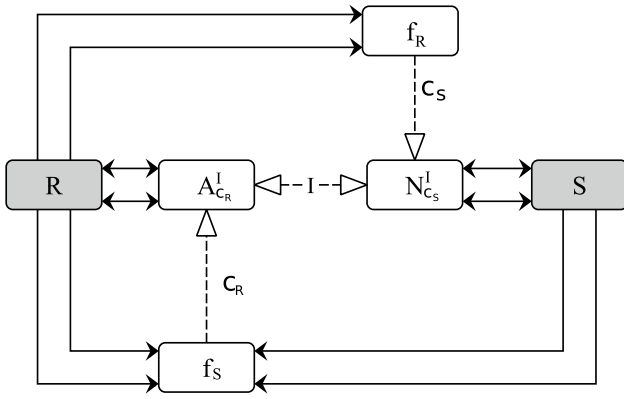 f_R
c_S
R
A^I_{c_R}
I
N^I_{c_S}
S
c_R
f_S